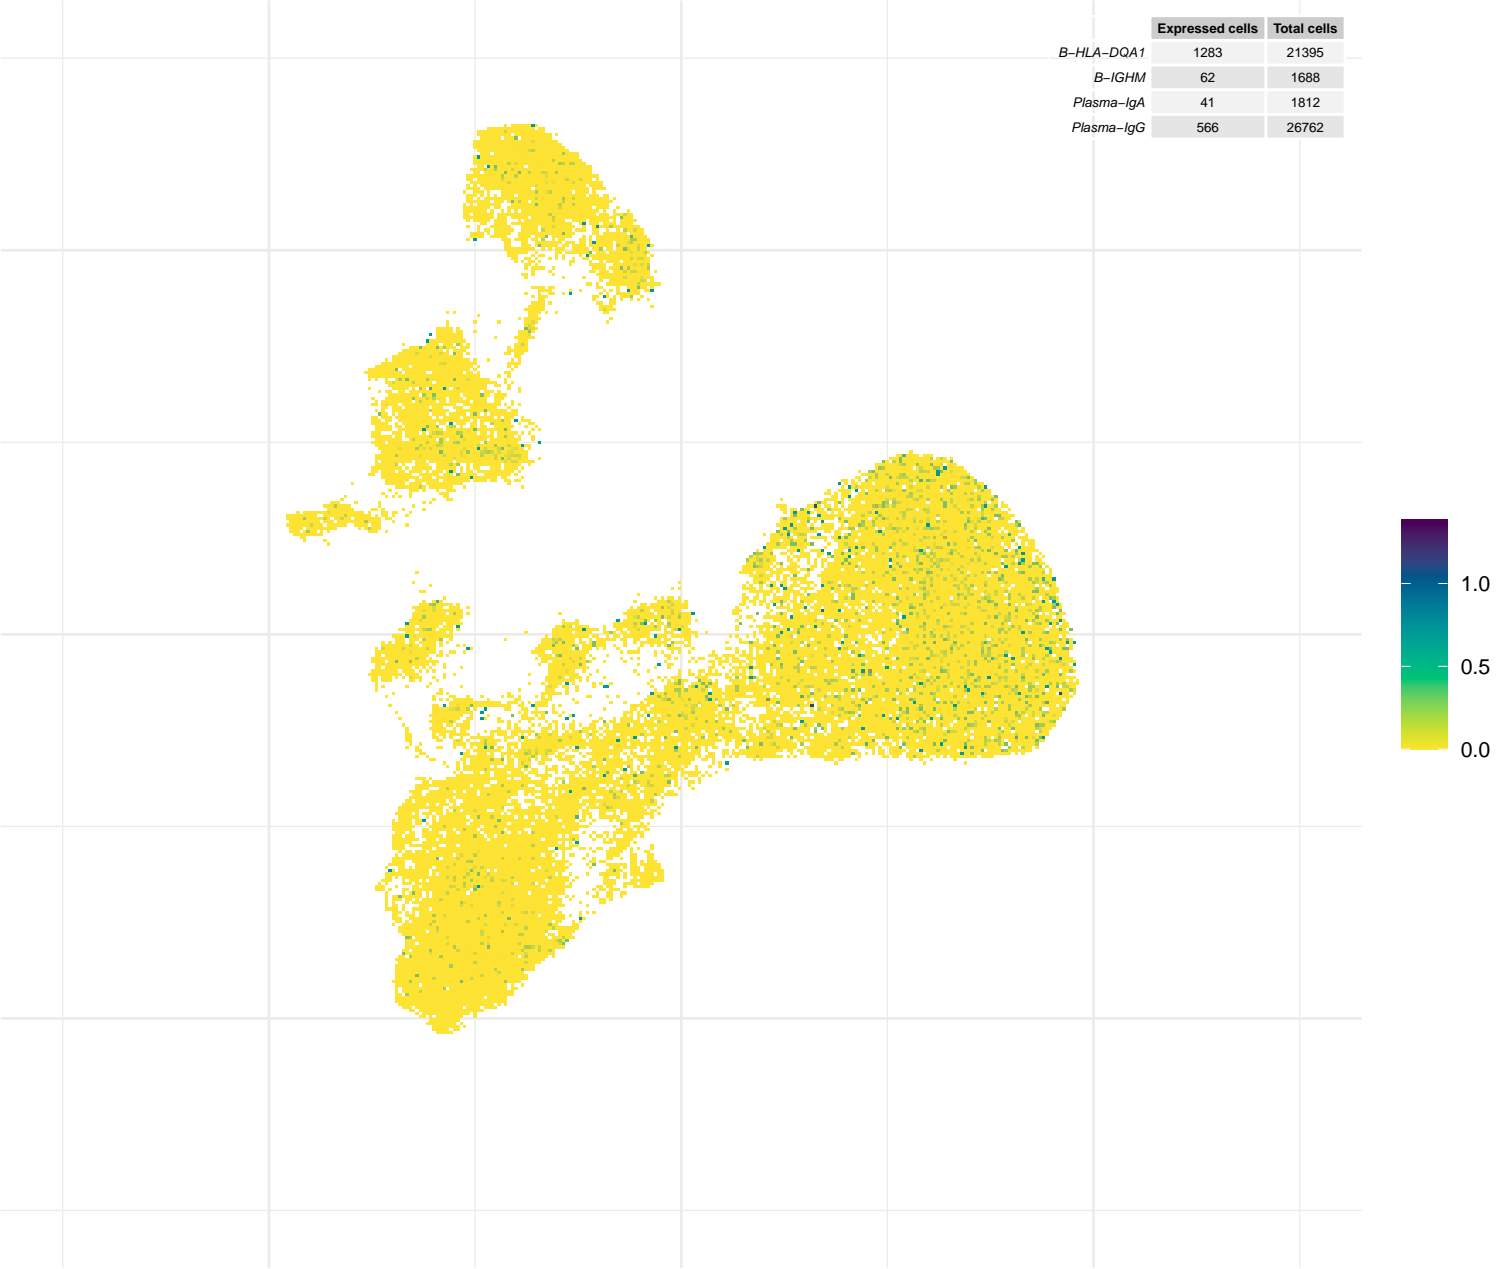 Expressed cells Total cells
B−HLA−DQA1 1283 21395
B−IGHM 62 1688
Plasma−IgA 41 1812
Plasma−IgG 566 26762
1.0
0.5
0.0